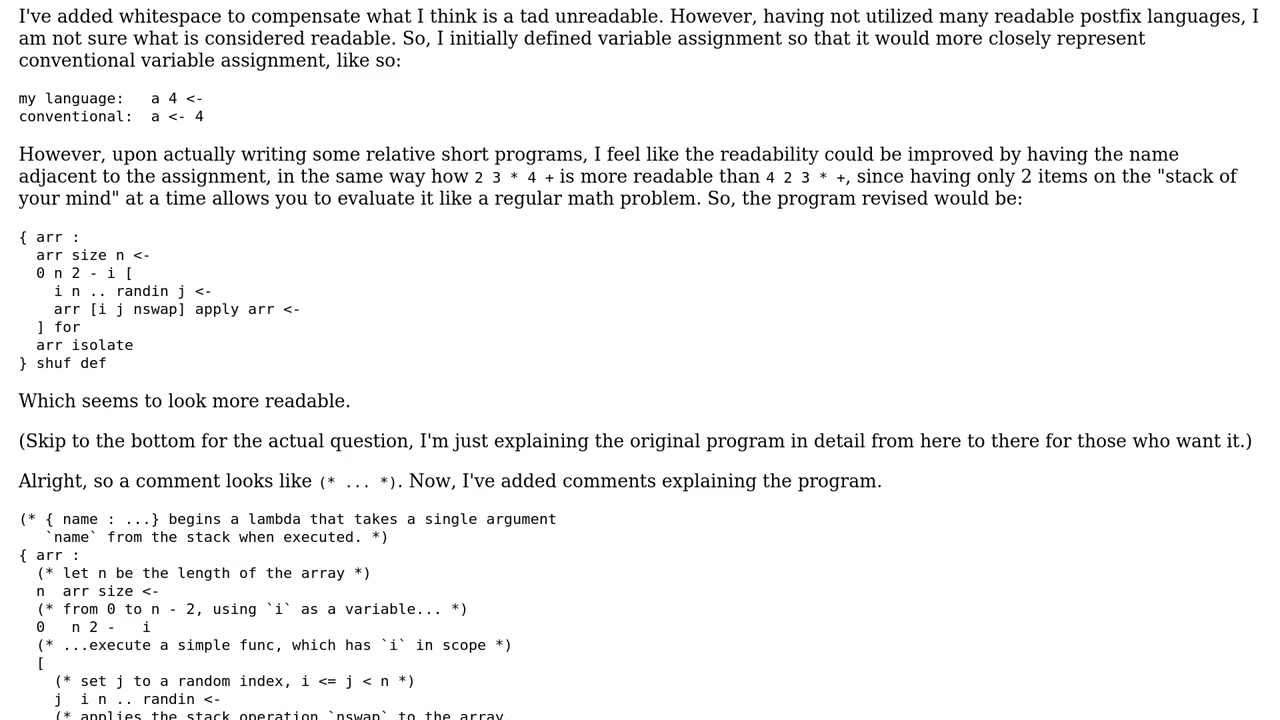 I've added whitespace to compensate what I think is a tad unreadable. However, having not utilized many readable postfix languages, I
am not sure what is considered readable. So, I initially defined variable assignment so that it would more closely represent
conventional variable assignment, like so:
my language:   a 4 <-
conventional:  a <- 4
However, upon actually writing some relative short programs, I feel like the readability could be improved by having the name
adjacent to the assignment, in the same way how 2 3 * 4 + is more readable than 4 2 3 * +, since having only 2 items on the "stack of
your mind" at a time allows you to evaluate it like a regular math problem. So, the program revised would be:
{ arr :
  arr size n <-
  0 n 2 - i [
    i n .. randin j <-
    arr [i j nswap] apply arr <-
  ] for
  arr isolate
} shuf def
Which seems to look more readable.
(Skip to the bottom for the actual question, I'm just explaining the original program in detail from here to there for those who want it.)
Alright, so a comment looks like (* ... *). Now, I've added comments explaining the program.
(* { name : ...} begins a lambda that takes a single argument
   `name` from the stack when executed. *)
{ arr :
  (* let n be the length of the array *)
  n  arr size <-
  (* from 0 to n - 2, using `i` as a variable... *)
  0   n 2 -   i
  (* ...execute a simple func, which has `i` in scope *)
  [
    (* set j to a random index, i <= j < n *)
    j  i n .. randin <-
    (* applies the stack operation `nswap` to the array,